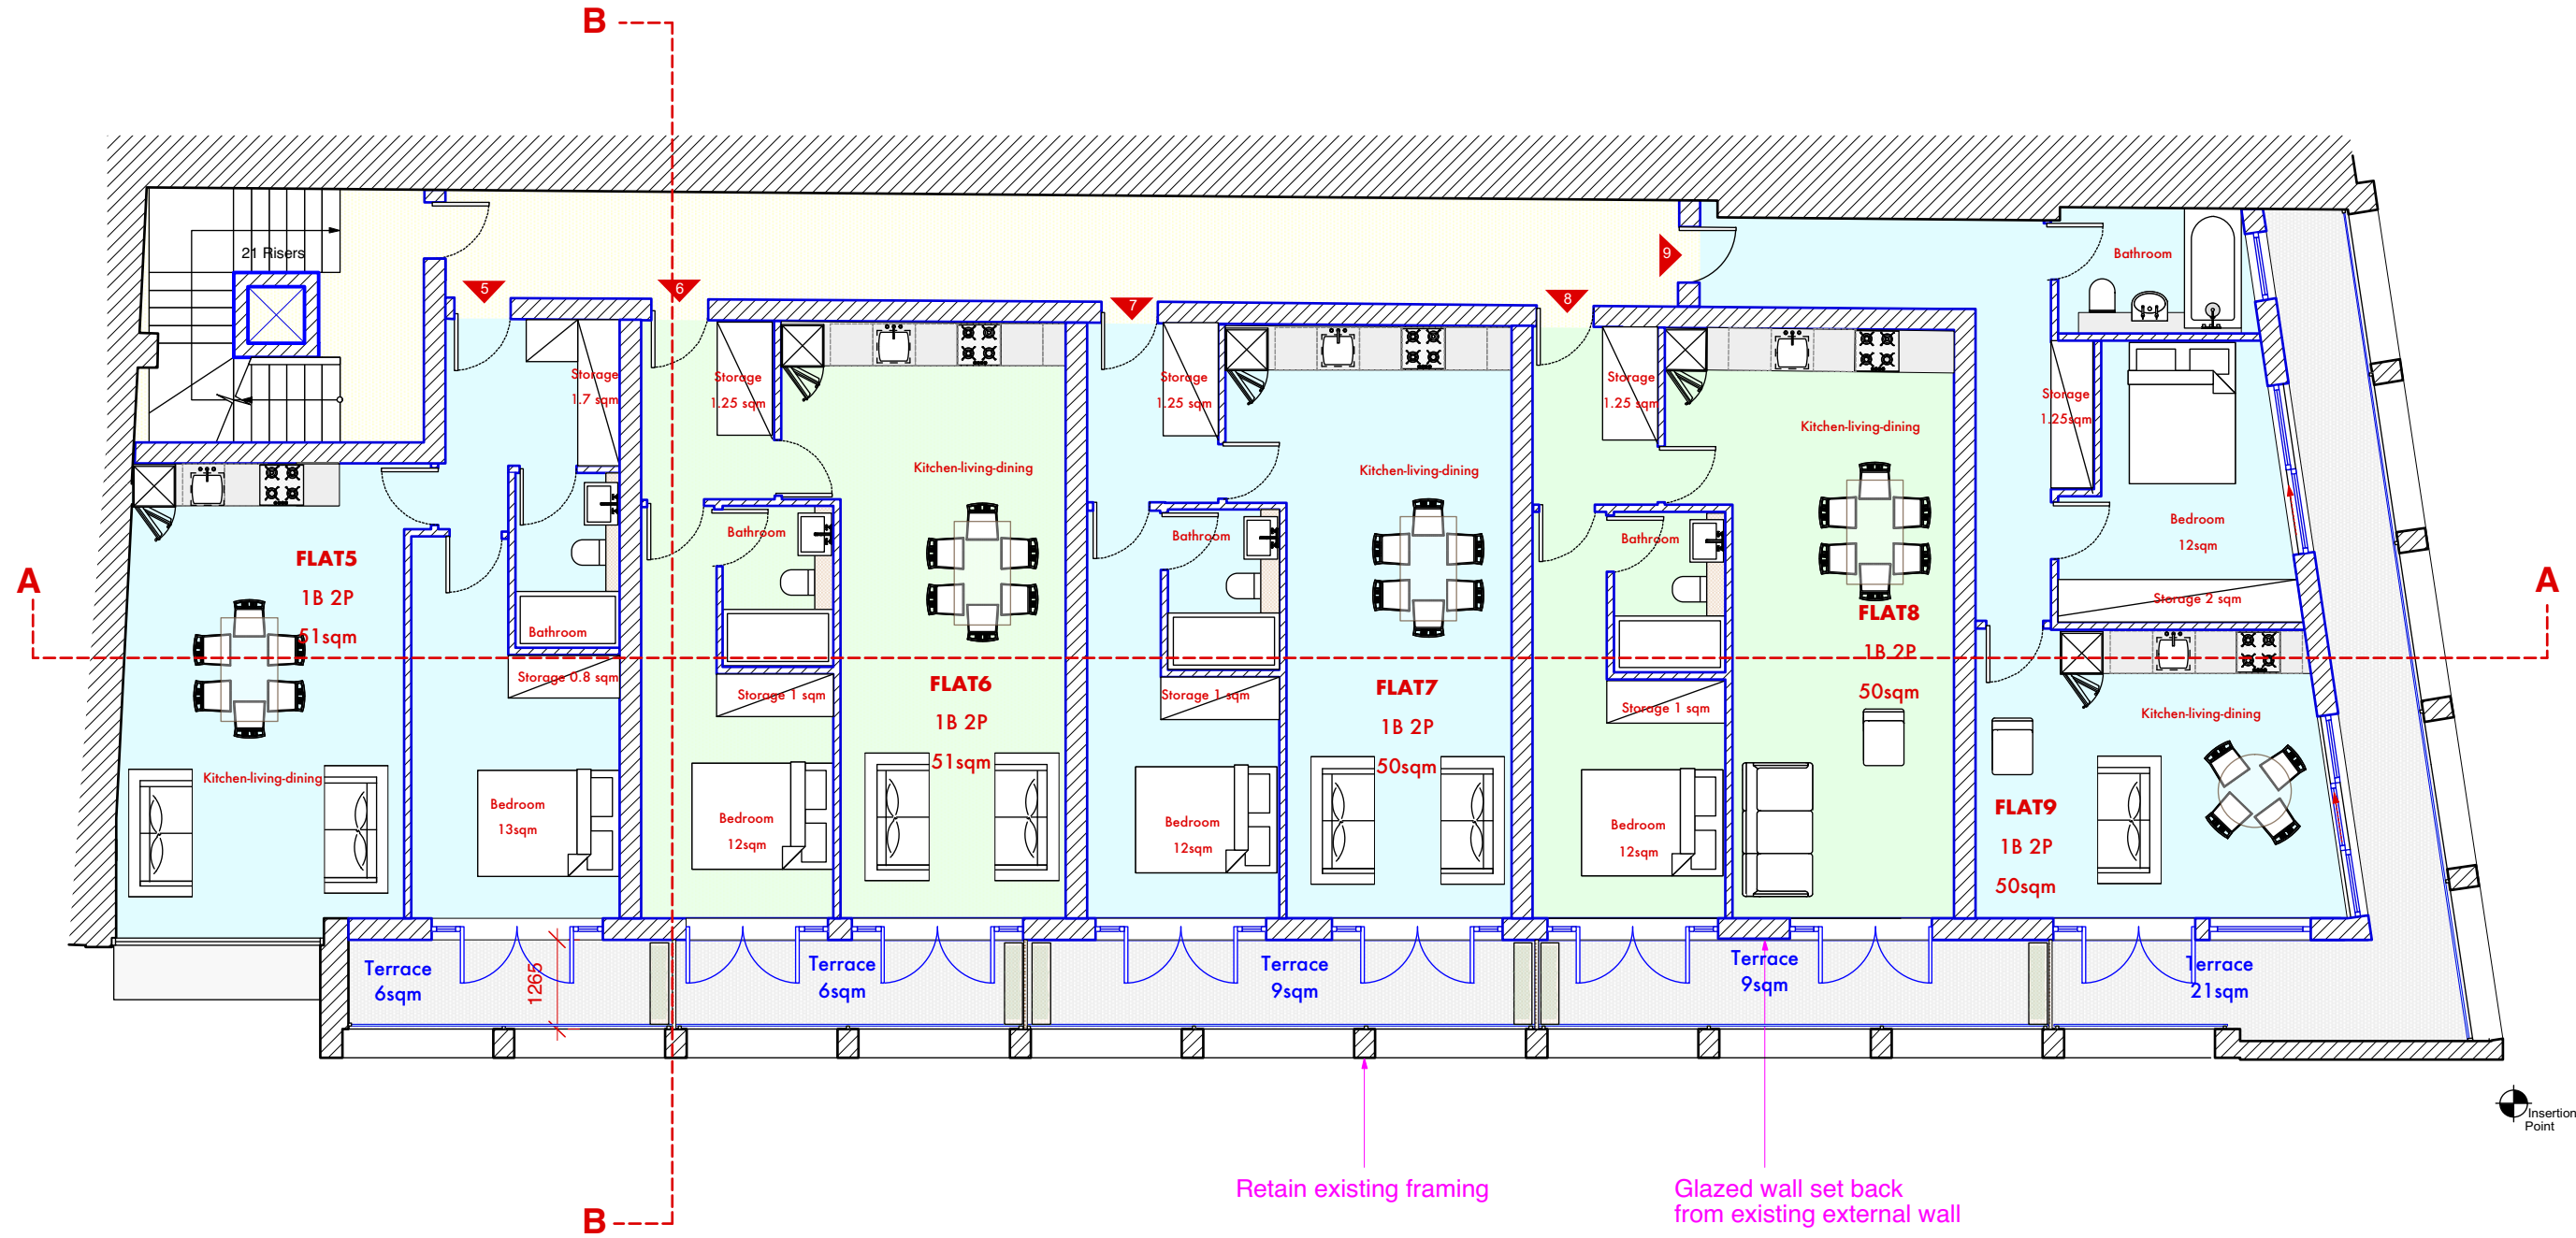 B
21 Risers
5
6
7
8
9
Bathroom
Storage
1.7 sqm
Storage
1.25 sqm
Storage
1.25 sqm
Storage
1.25 sqm
Storage
1.25sqm
Kitchen-living-dining
Kitchen-living-dining
Kitchen-living-dining
Bathroom
Bathroom
Bathroom
Bedroom
12sqm
A
FLAT5
1B 2P
51sqm
Bathroom
Storage 0.8 sqm
Storage 2 sqm
A
FLAT8
1B 2P
50sqm
FLAT6
1B 2P
51sqm
Storage 1 sqm
Storage 1 sqm
FLAT7
1B 2P
50sqm
Storage 1 sqm
Kitchen-living-dining
Kitchen-living-dining
Bedroom
13sqm
Bedroom
12sqm
Bedroom
12sqm
Bedroom
12sqm
FLAT9
1B 2P
50sqm
Terrace
6sqm
1265
Terrace
6sqm
Terrace
9sqm
Terrace
9sqm
Terrace
21sqm
Insertion
Point
Retain existing framing
Glazed wall set back
from existing external wall
B